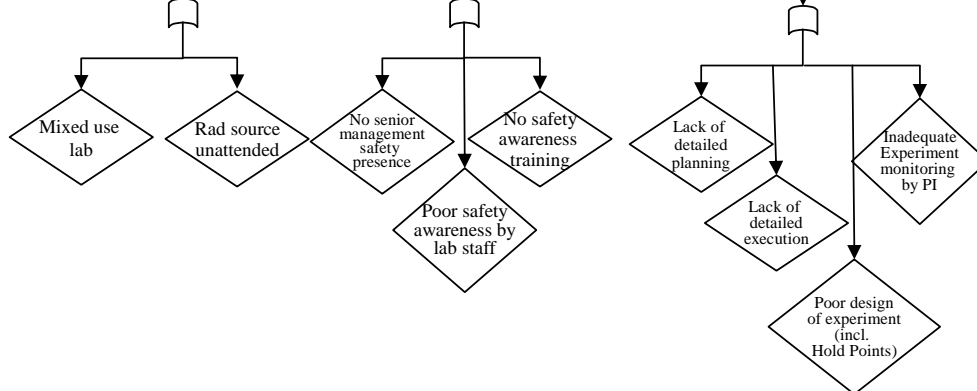 Mixed use
lab
Rad source
unattended
No senior
management
safety
presence
No safety
awareness
training
Poor safety
awareness by
lab staff
Lack of
detailed
planning
Lack of
detailed
execution
Inadequate
Experiment
monitoring
by PI
Poor design
of experiment
(incl.
Hold Points)